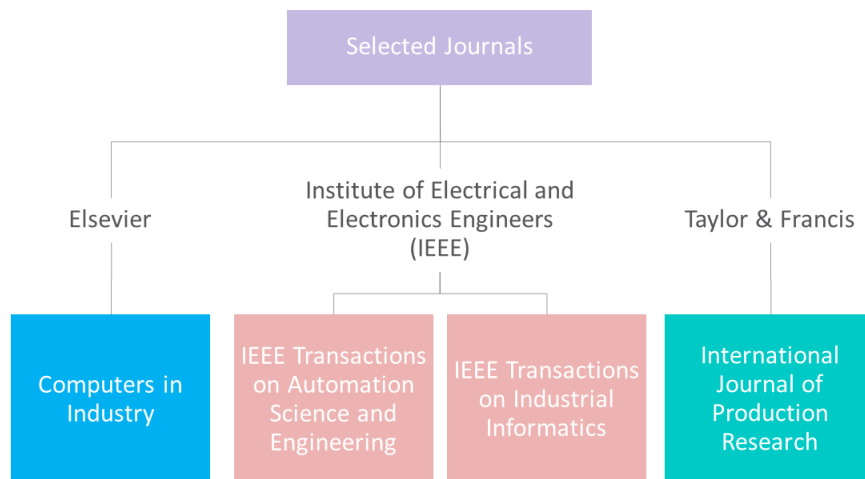 Selected Journals
Elsevier
Institute of Electrical and
Electronics Engineers
(IEEE)
Taylor & Francis
Computers in
Industry
IEEE Transactions
on Automation
Science and
Engineering
IEEE Transactions
on Industrial
Informatics
International
Journal of
Production
Research